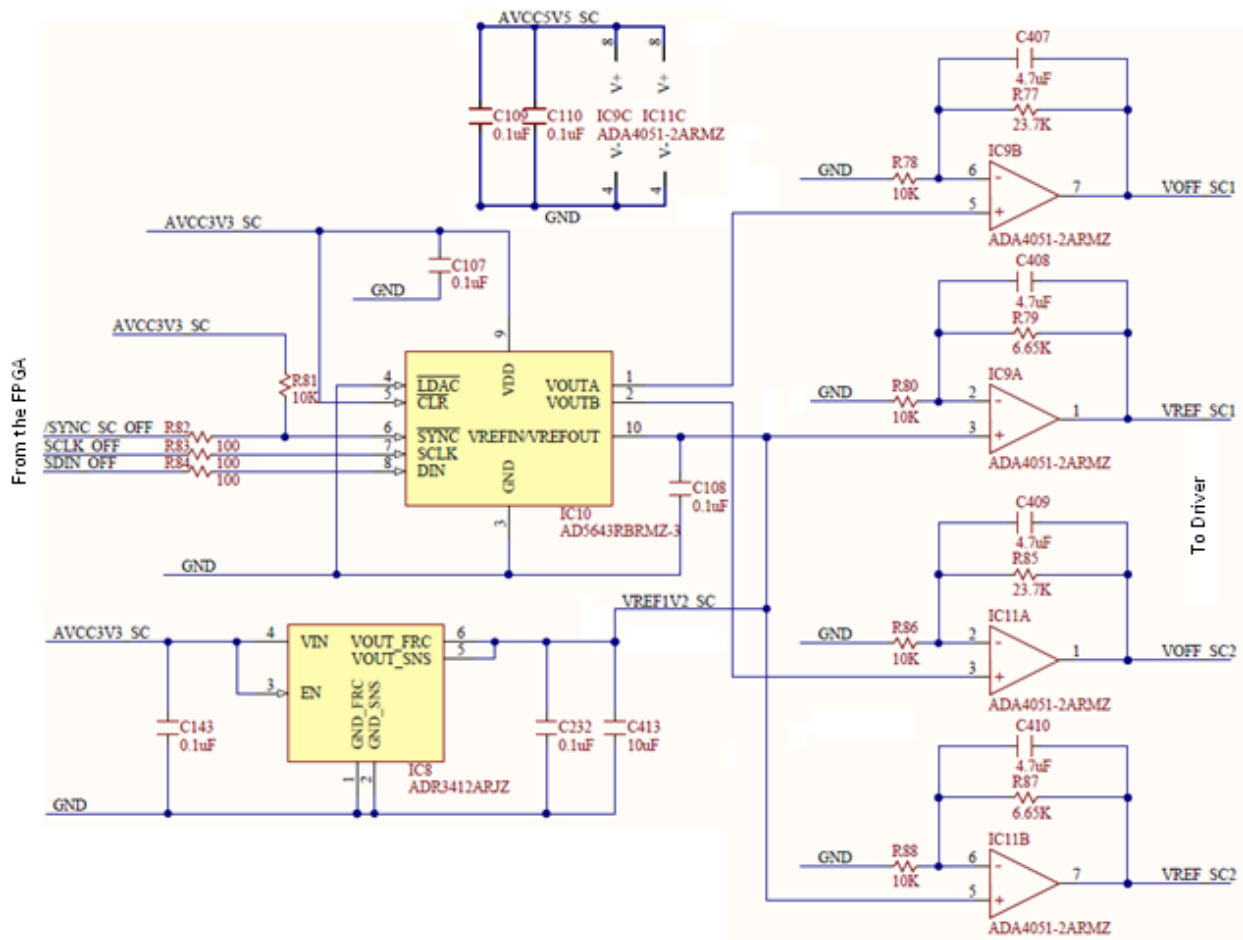 AVCC5V5_SC
8
8
V+
V+
C109
0.1uF
C110
0.1uF
IC9C
IC11C
ADA4051-2ARMZ
V-
V-
4
4
GND
C407
4.7uF
R77
23.7K
IC9B
GND
R78
10K
6
-
5
+
7
VOFF_SC1
ADA4051-2ARMZ
AVCC3V3_SC
C107
0.1uF
GND
AVCC3V3_SC
R81
10K
From the FPGA
/SYNC_SC_OFF
R82
100
SCLK_OFF
R83
100
SDIN_OFF
R84
100
9
VDD
4
LDAC
5
CLR
6
SYNC
7
SCLK
8
DIN
VOUTA
1
VOUTB
2
VREFIN/VREFOUT
10
GND
3
IC10
AD5643RBRMZ-3
C108
0.1uF
GND
C408
4.7uF
R79
6.65K
IC9A
GND
R80
10K
2
-
3
+
1
VREF_SC1
ADA4051-2ARMZ
To Driver
C409
4.7uF
R85
23.7K
IC11A
GND
R86
10K
2
-
3
+
1
VOFF_SC2
ADA4051-2ARMZ
VREF1V2_SC
AVCC3V3_SC
4
VIN
3
EN
VOUT_FRC
6
VOUT_SNS
5
GND_FRC
GND_SNS
1
2
IC8
ADR3412ARJZ
C143
0.1uF
C232
0.1uF
C413
10uF
GND
C410
4.7uF
R87
6.65K
IC11B
GND
R88
10K
6
-
5
+
7
VREF_SC2
ADA4051-2ARMZ